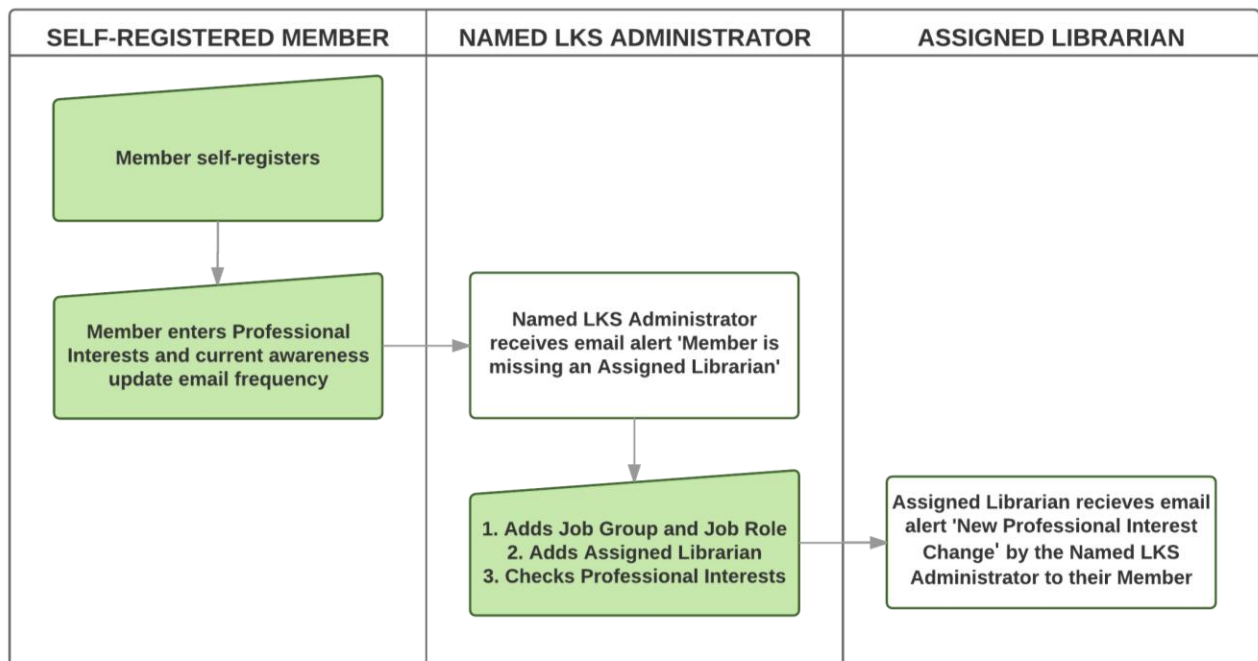 SELF-REGISTERED MEMBER
NAMED LKS ADMINISTRATOR
ASSIGNED LIBRARIAN
Member self-registers
Member enters Professional
Interests and current awareness
update email frequency
Named LKS Administrator
receives email alert 'Member is
missing an Assigned Librarian'
1. Adds Job Group and Job Role
2. Adds Assigned Librarian
3. Checks Professional Interests
Assigned Librarian recieves email
alert 'New Professional Interest
Change' by the Named LKS
Administrator to their Member